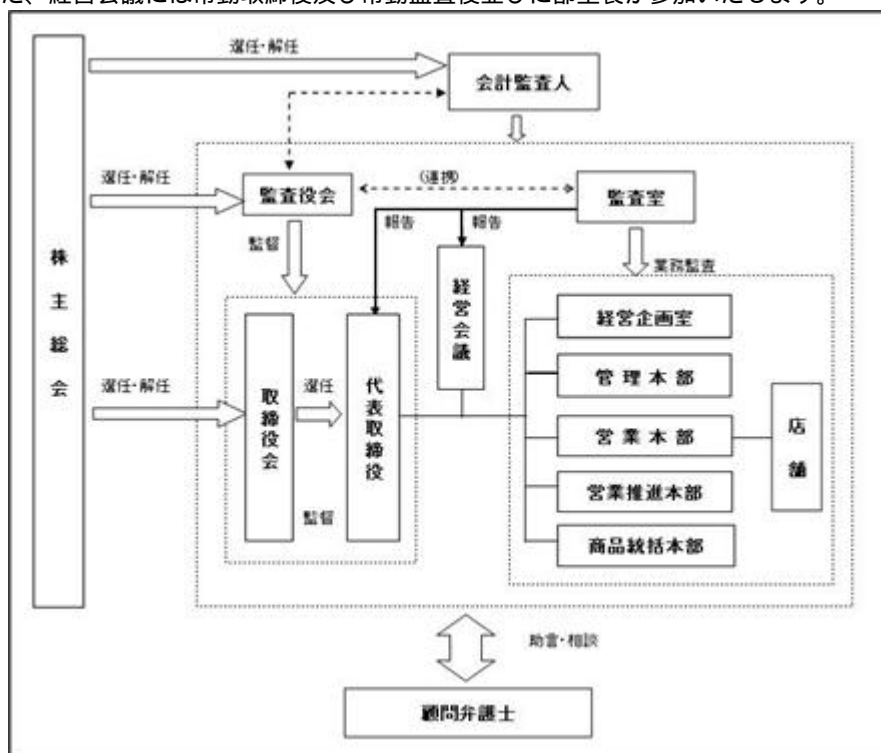 た、経営会議には常勤取締役及び常勤監査役並びに部室長が参加いたします。
選任・解任
会計監査人
選任・解任
監査役会
(連携)
監査室
監督
報告
報告
業務監査
株主総会
経営会議
経営企画室
管理本部
選任・解任
取締役会
選任
代表取締役
営業本部
店舗
営業推進本部
監督
商品統括本部
助言・相談
顧問弁護士